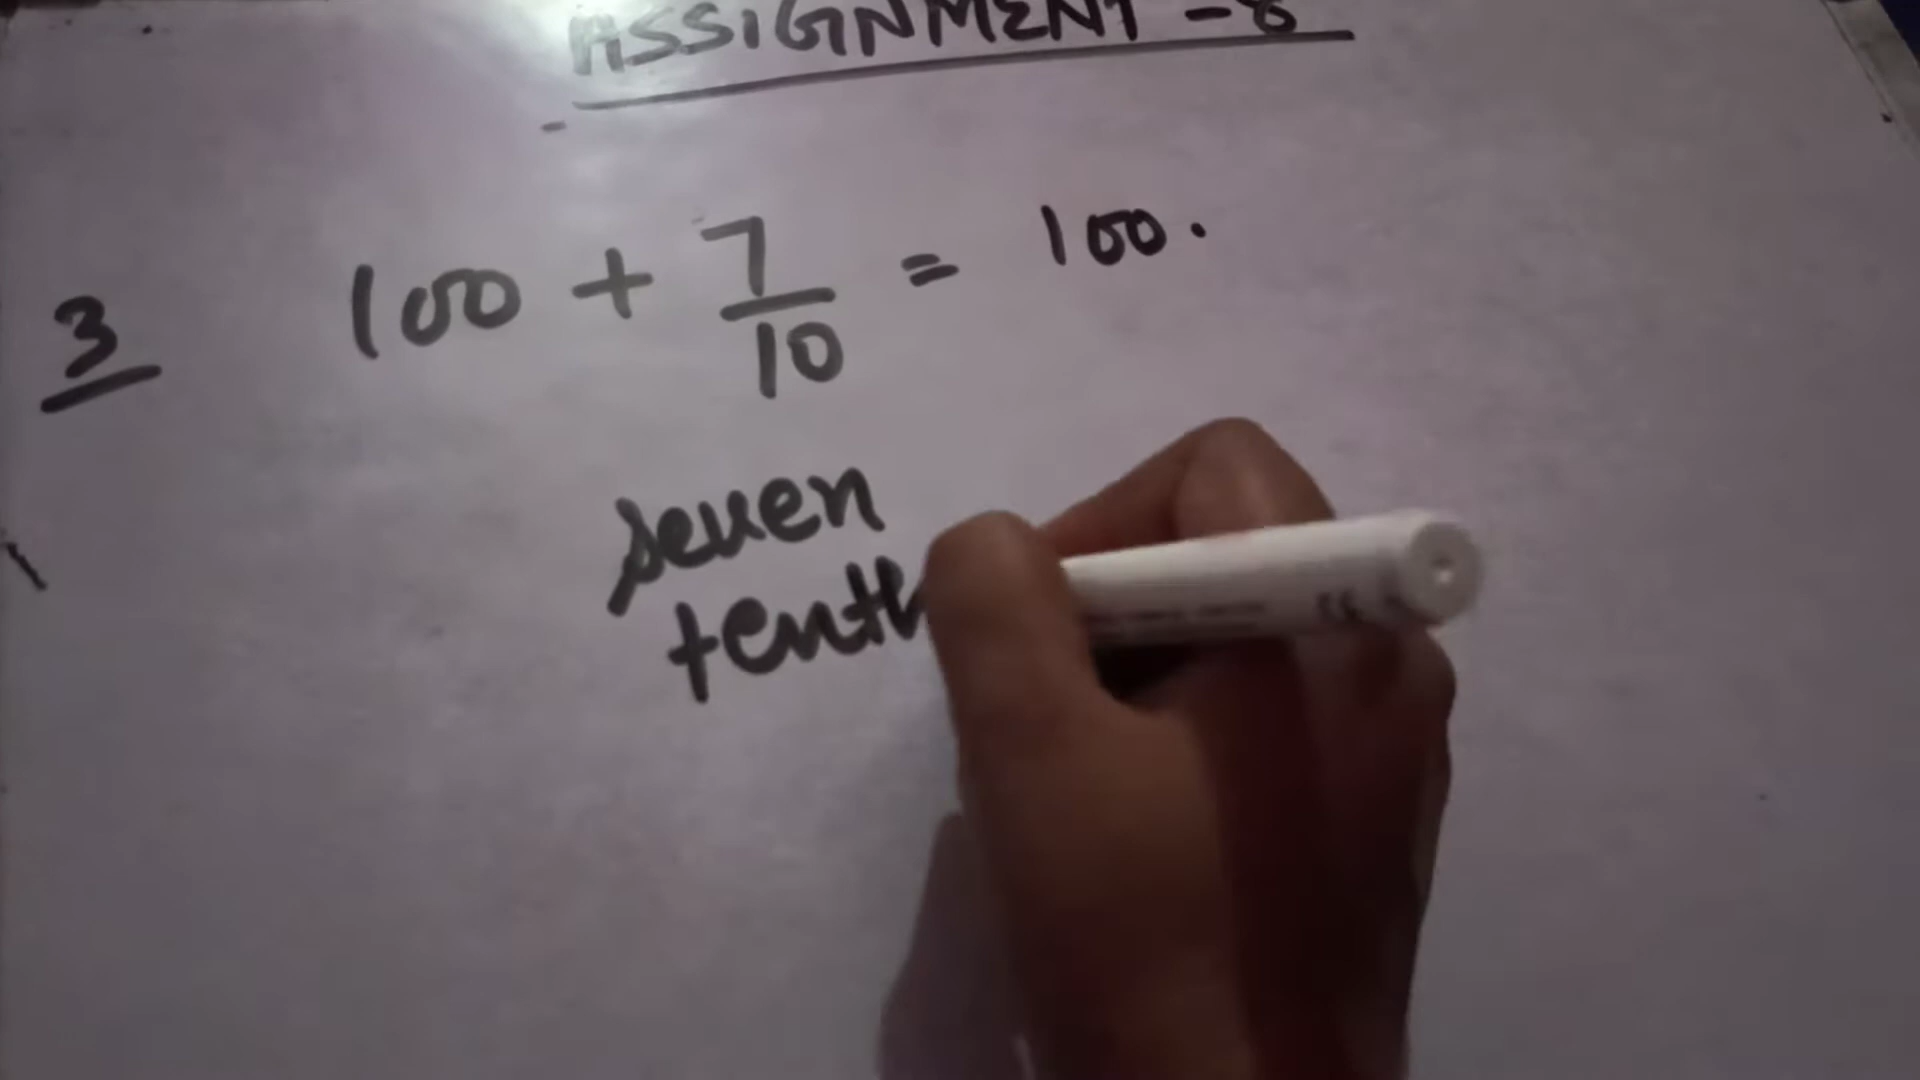 ASSIGNMENT - 8
3 100 + 7/10 = 100.
seven
tenth